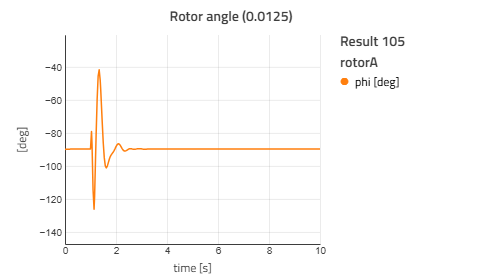 Rotor angle (0.0125)
Result 105
rotorA
phi [deg]
[deg]
−40
−60
−80
−100
−120
−140
0
2
4
6
8
10
time [s]